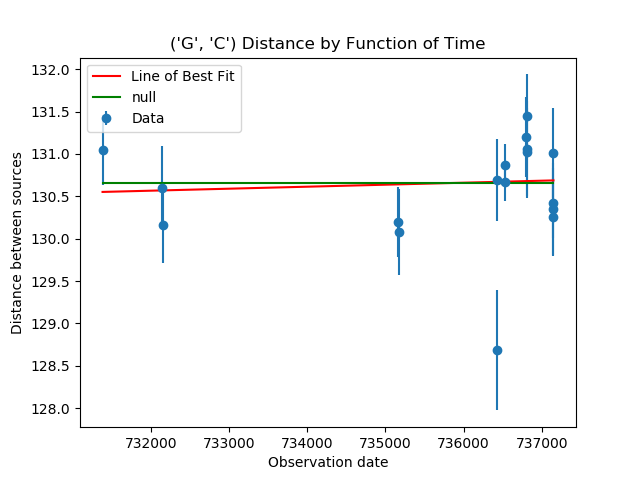 ('G', 'C') Distance by Function of Time
Line of Best Fit
null
Data
Distance between sources
132.0
131.5
131.0
130.5
130.0
129.5
129.0
128.5
128.0
732000 733000 734000 735000 736000 737000
Observation date